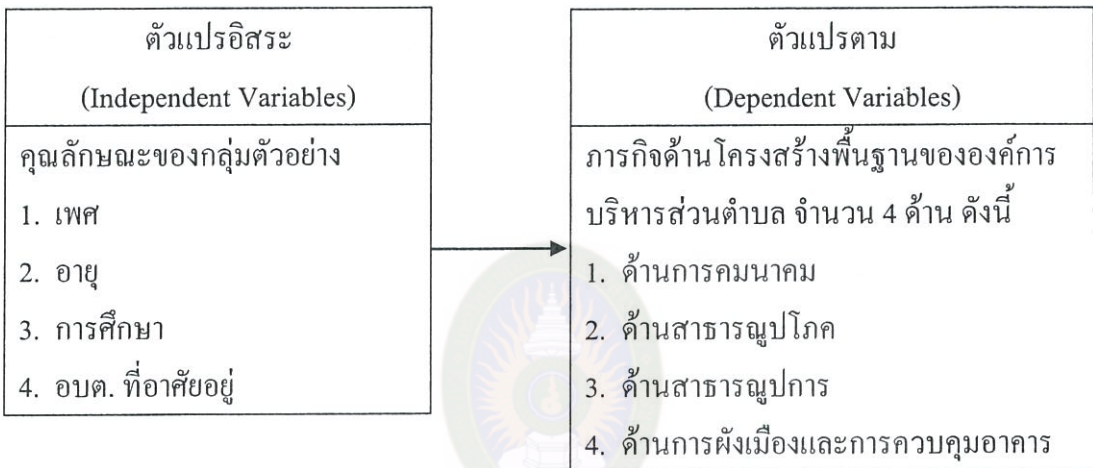 ตัวแปรอิสระ
(Independent Variables)
คุณลักษณะของกลุ่มตัวอย่าง
1. เพศ
2. อายุ
3. การศึกษา
4. อบต. ที่อาศัยอยู่
ตัวแปรตาม
(Dependent Variables)
ภารกิจด้านโครงสร้างพื้นฐานขององค์การ
บริหารส่วนตำบล จำนวน 4 ด้าน ดังนี้
1. ด้านการคมนาคม
2. ด้านสาธารณูปโภค
3. ด้านสาธารณูปการ
4. ด้านการผังเมืองและการควบคุมอาคาร